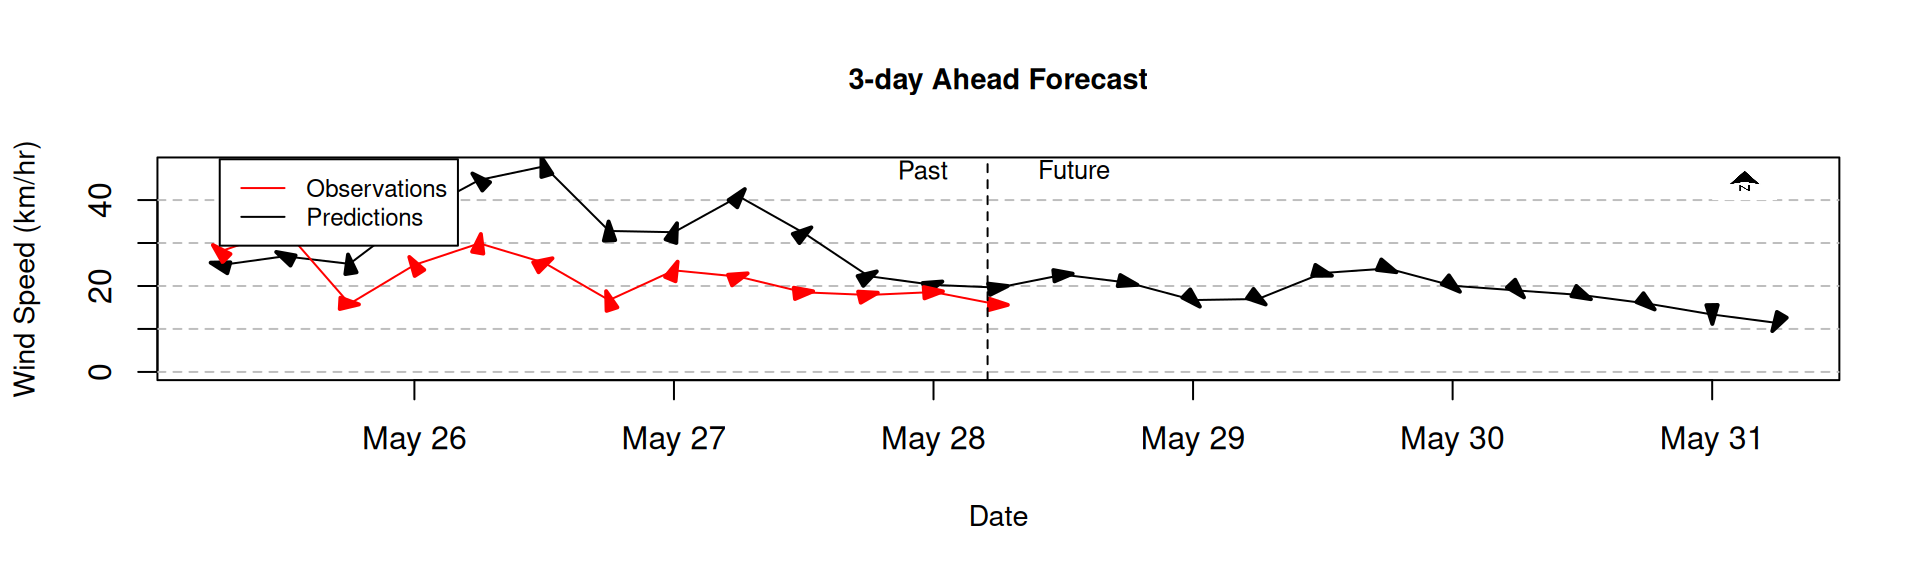 3-day Ahead Forecast
Wind Speed (km/hr)
40
20
0
Observations
Predictions
Past
Future
N
May 26
May 27
May 28
May 29
May 30
May 31
Date